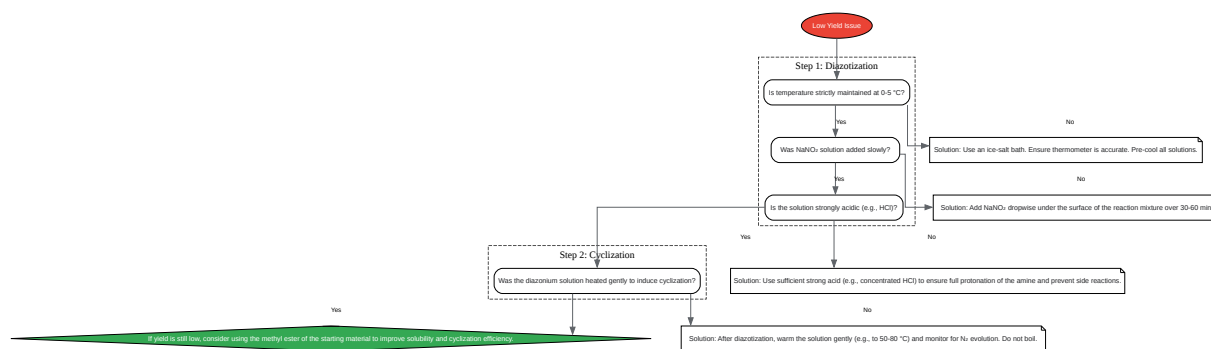 Low Yield Issue
Step 1: Diazotization
Is temperature strictly maintained at 0-5 °C?
Yes
No
Was NaNO₂ solution added slowly?
Solution: Use an ice-salt bath. Ensure thermometer is accurate. Pre-cool all solutions.
Yes
No
Is the solution strongly acidic (e.g., HCl)?
Solution: Add NaNO₂ dropwise under the surface of the reaction mixture over 30-60 min
Yes
No
Step 2: Cyclization
Was the diazonium solution heated gently to induce cyclization?
Solution: Use sufficient strong acid (e.g., concentrated HCl) to ensure full protonation of the amine and prevent side reactions.
Yes
No
If yield is still low, consider using the methyl ester of the starting material to improve solubility and cyclization efficiency.
Solution: After diazotization, warm the solution gently (e.g., to 50-80 °C) and monitor for N₂ evolution. Do not boil.